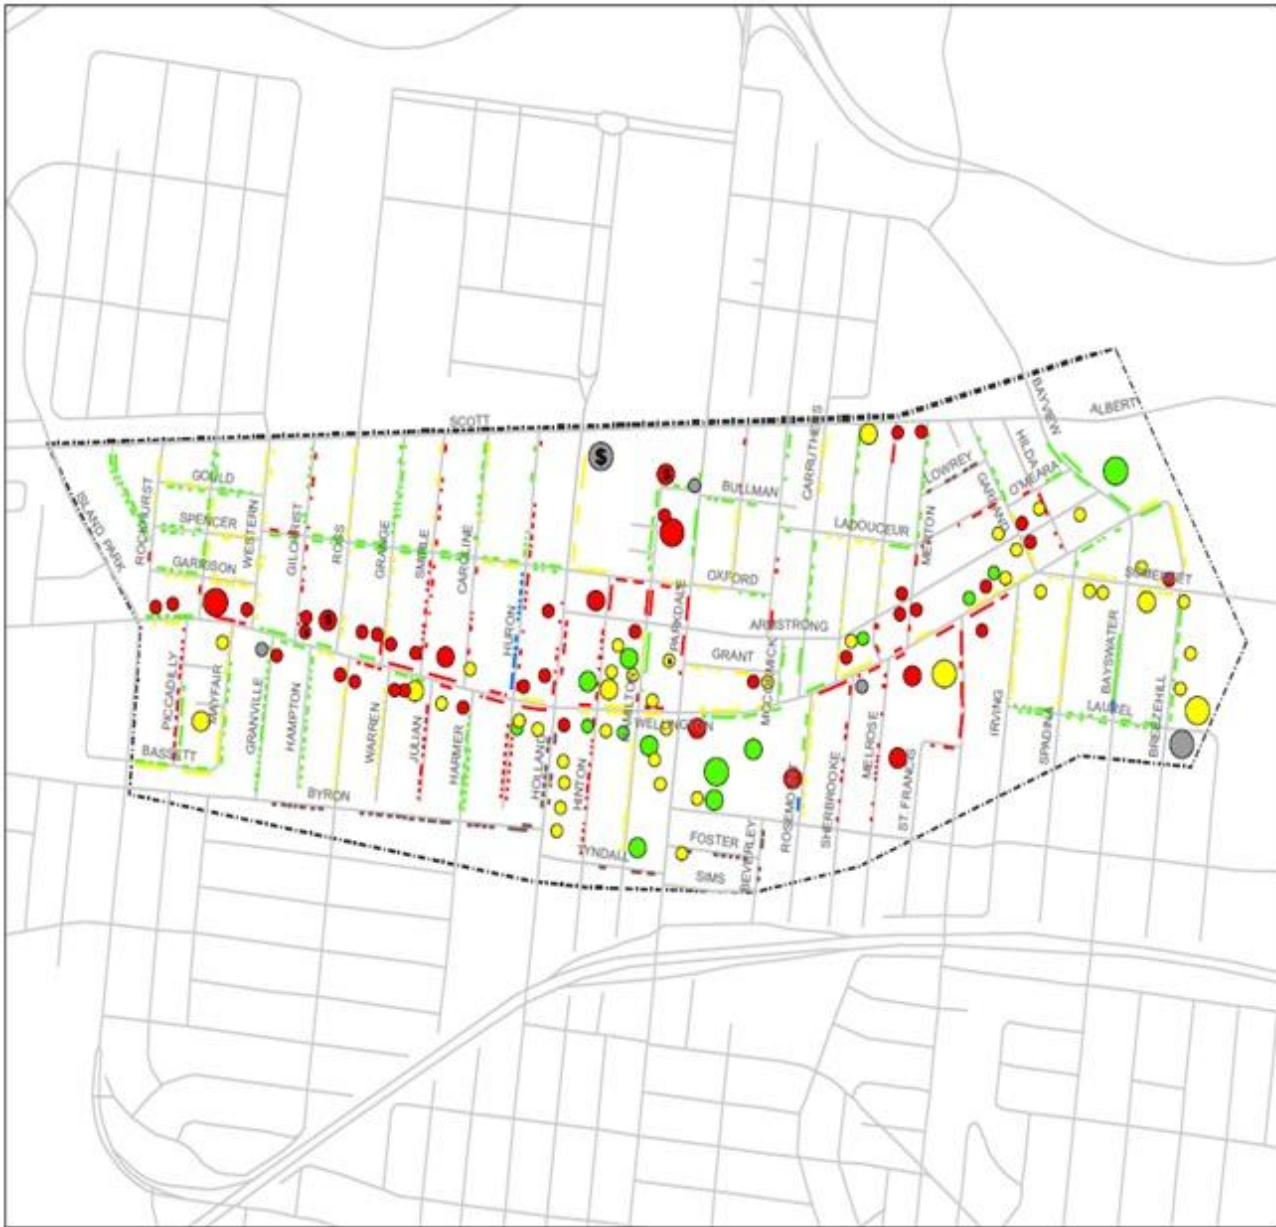 SCOTT
ALBERT
BAYVIEW
HILDA
O'MEARA
LOWREY
GARLAND
MERTON
CARRUTHERS
LADOUCEUR
BULLMAN
GOULD
SPENCER
GARRISON
ISLAND PARK
ROCKHURST
WESTERN
GILCHRIST
ROSS
GRANGE
SMIRLE
CAROLINE
HURON
OXFORD
PARKDALE
ARMSTRONG
GRANT
MCCORMICK
SOMERSET
BAYSWATER
LAUREL
BREEZEHILL
SPADINA
IRVING
PICCADILLY
MAYFAIR
GRANVILLE
HAMPTON
WARREN
JULIAN
HARMER
HOLLAND
HINTON
HAMILTON
WELLINGTON
BASSETT
BYRON
TYNDALL
FOSTER
SIMS
BEVERLEY
ROSEMO
SHERBROOKE
MELROSE
ST. FRANCIS
$
$
$